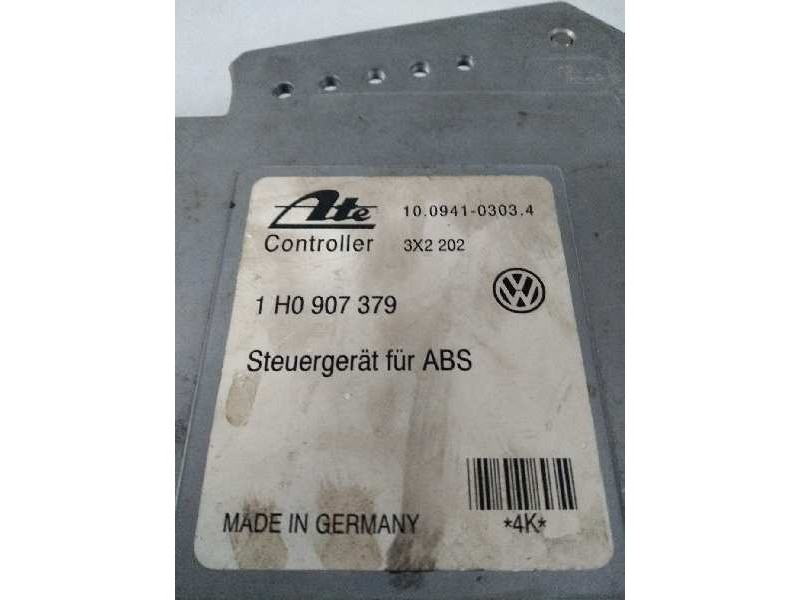 Ate 10.0941-0303.4
Controller 3X2 202
1 H0 907 379
Steuergerät für ABS
MADE IN GERMANY *4K*